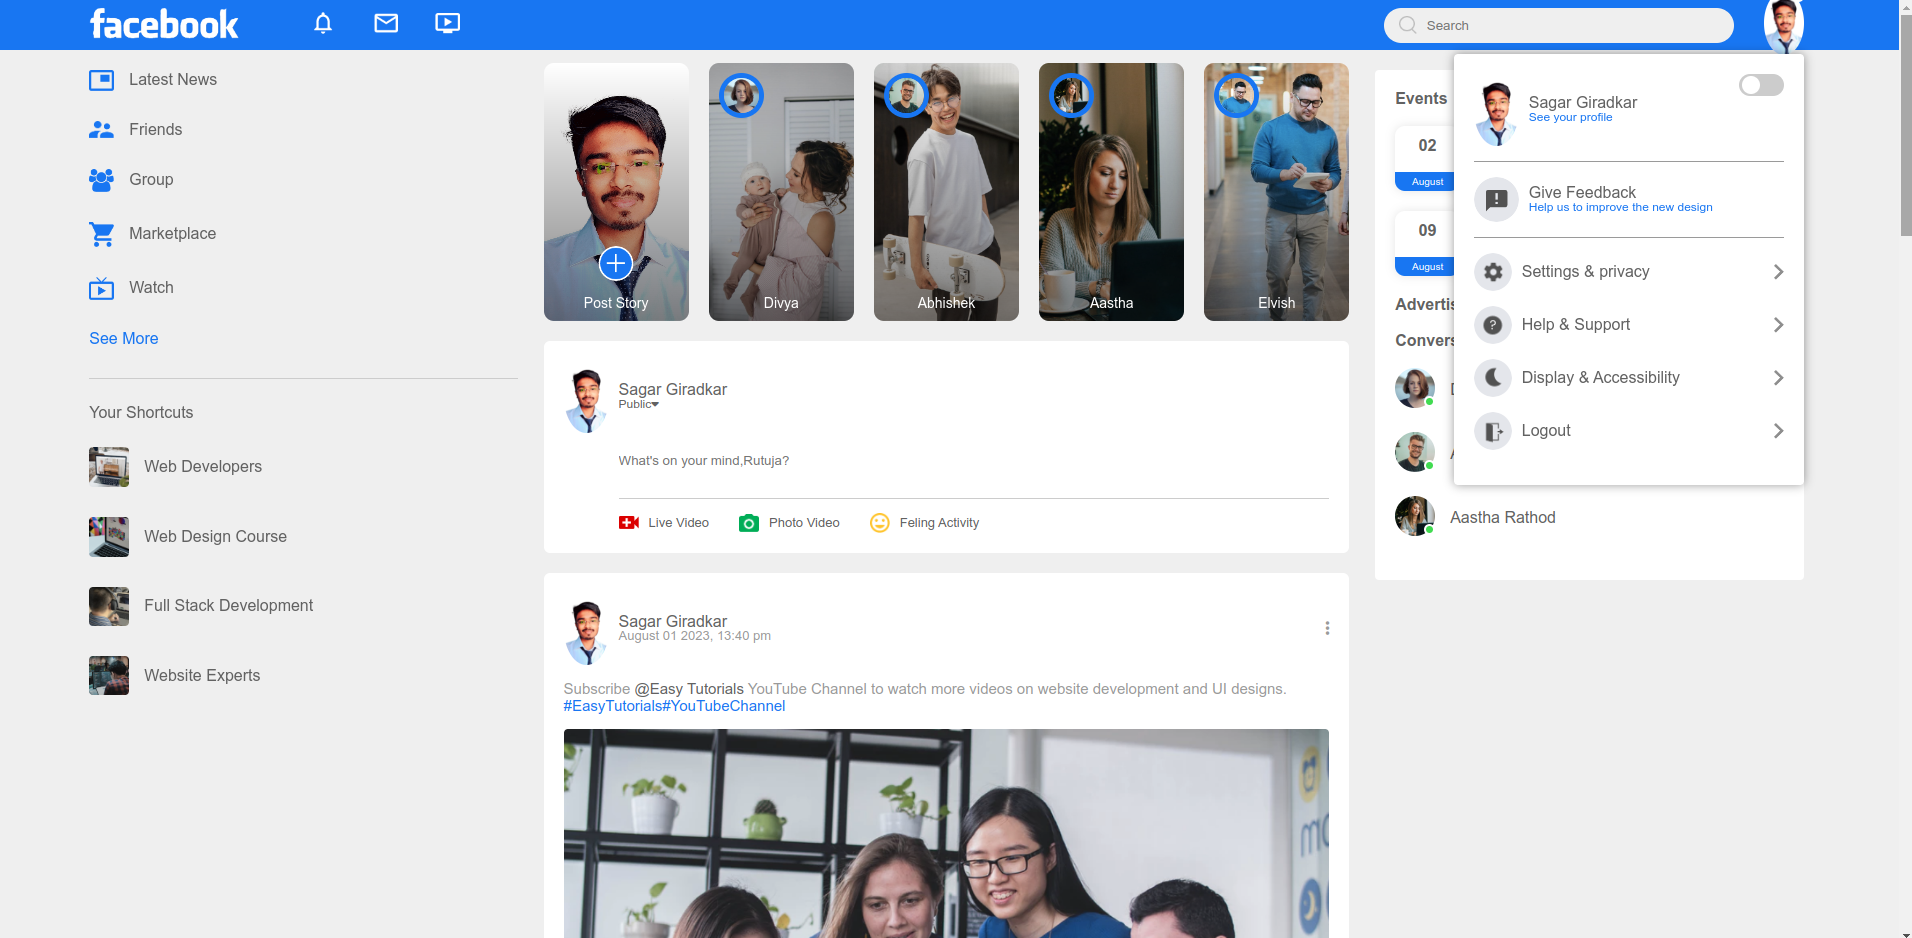 facebook
Search
Latest News
Friends
Group
Marketplace
Watch
See More
Your Shortcuts
Web Developers
Web Design Course
Full Stack Development
Website Experts
Post Story
Divya
Abhishek
Aastha
Elvish
Sagar Giradkar
Public
What's on your mind,Rutuja?
Live Video
Photo Video
Feling Activity
Sagar Giradkar
August 01 2023, 13:40 pm
Subscribe @Easy Tutorials YouTube Channel to watch more videos on website development and UI designs.
#EasyTutorials#YouTubeChannel
Events
02
August
09
August
Aastha Rathod
Sagar Giradkar
See your profile
Give Feedback
Help us to improve the new design
Settings & privacy
Help & Support
Display & Accessibility
Logout